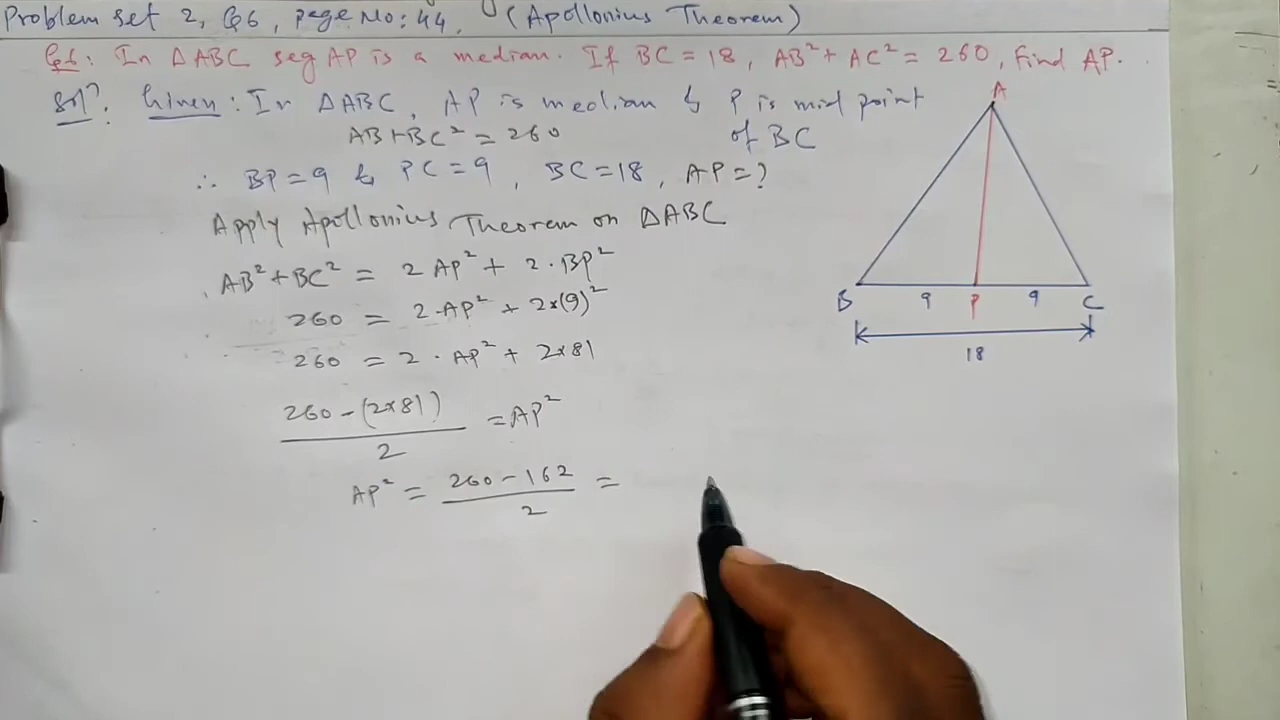 Problem set 2, Q6, page No: 44. (Apollonius Theorem)
Q6: In △ABC seg AP is a median. If BC = 18, AB² + AC² = 260, Find AP.
Solⁿ. Given: In △ABC, AP is median & P is mid point
AB+BC² = 260 of BC
∴ BP = 9 & PC = 9, BC = 18, AP = ?
Apply Apollonius Theorem on △ABC
AB² + BC² = 2 AP² + 2 · BP²
260 = 2·AP² + 2×(9)²
260 = 2 · AP² + 2×81
260 - (2×81)
2
= AP²
AP² = 260 - 162 =
2
A
B 9 P 9 C
18